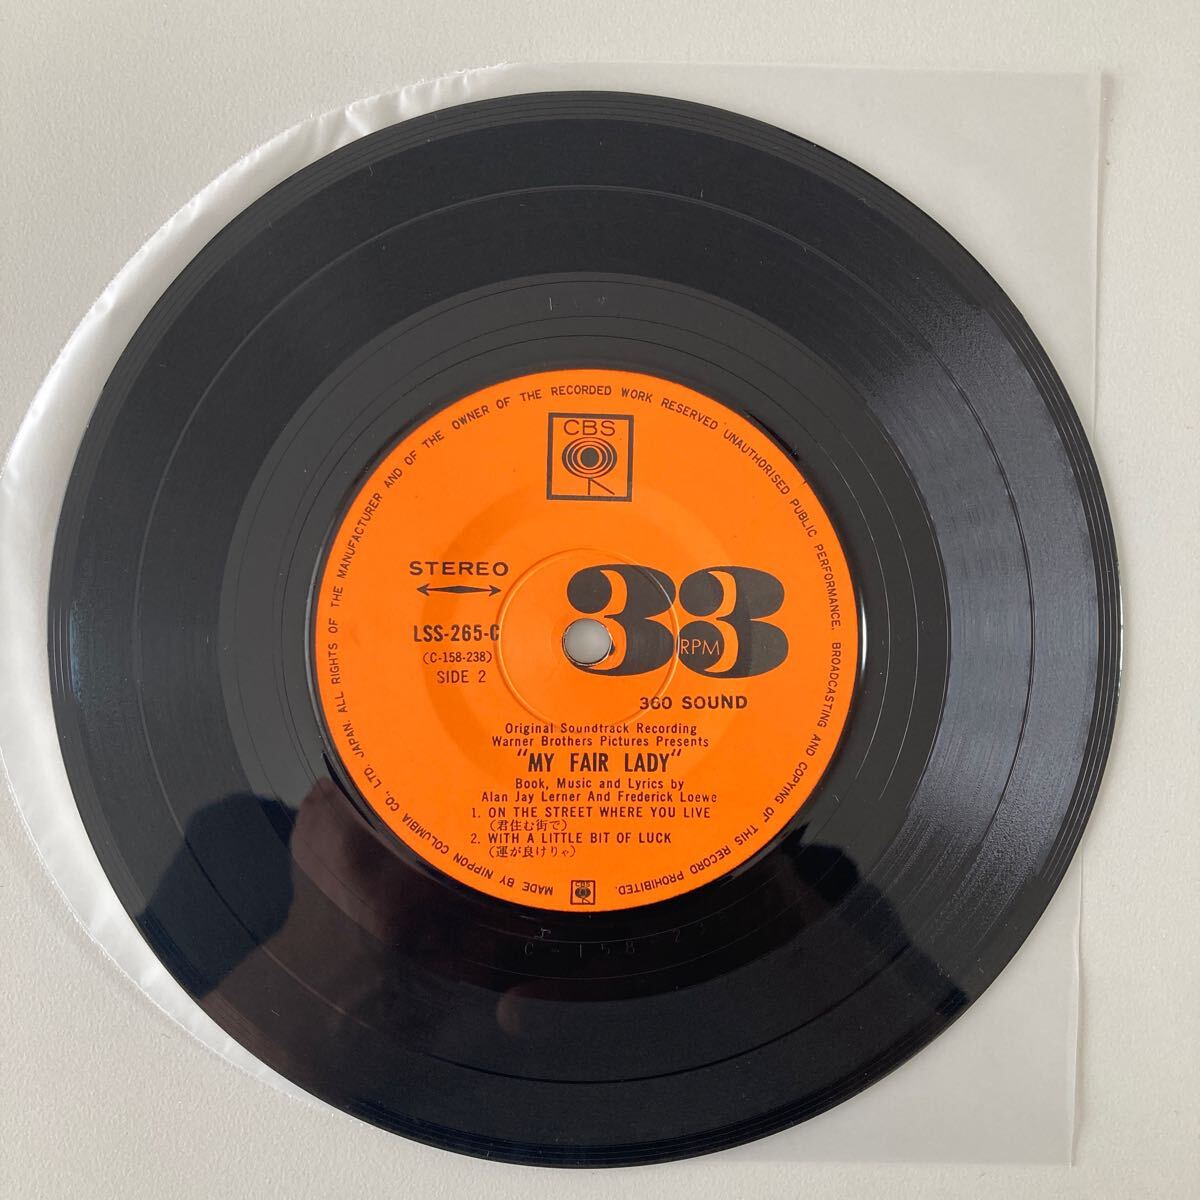 CBS
STEREO
33
RPM
LSS-265-C
(C-158-238)
SIDE 2
360 SOUND
Original Soundtrack Recording
Warner Brothers Pictures Presents
"MY FAIR LADY"
Book, Music and Lyrics by
Alan Jay Lerner And Frederick Loewe
1. ON THE STREET WHERE YOU LIVE
(君住む街で)
2. WITH A LITTLE BIT OF LUCK
(運が良けりゃ)
CBS
MADE BY NIPPON COLUMBIA CO., LTD. JAPAN. ALL RIGHTS OF THE MANUFACTURER AND OF THE OWNER OF THE RECORDED WORK RESERVED UNAUTHORISED PUBLIC PERFORMANCE, BROADCASTING AND COPYING OF THIS RECORD PROHIBITED.
C-158-23